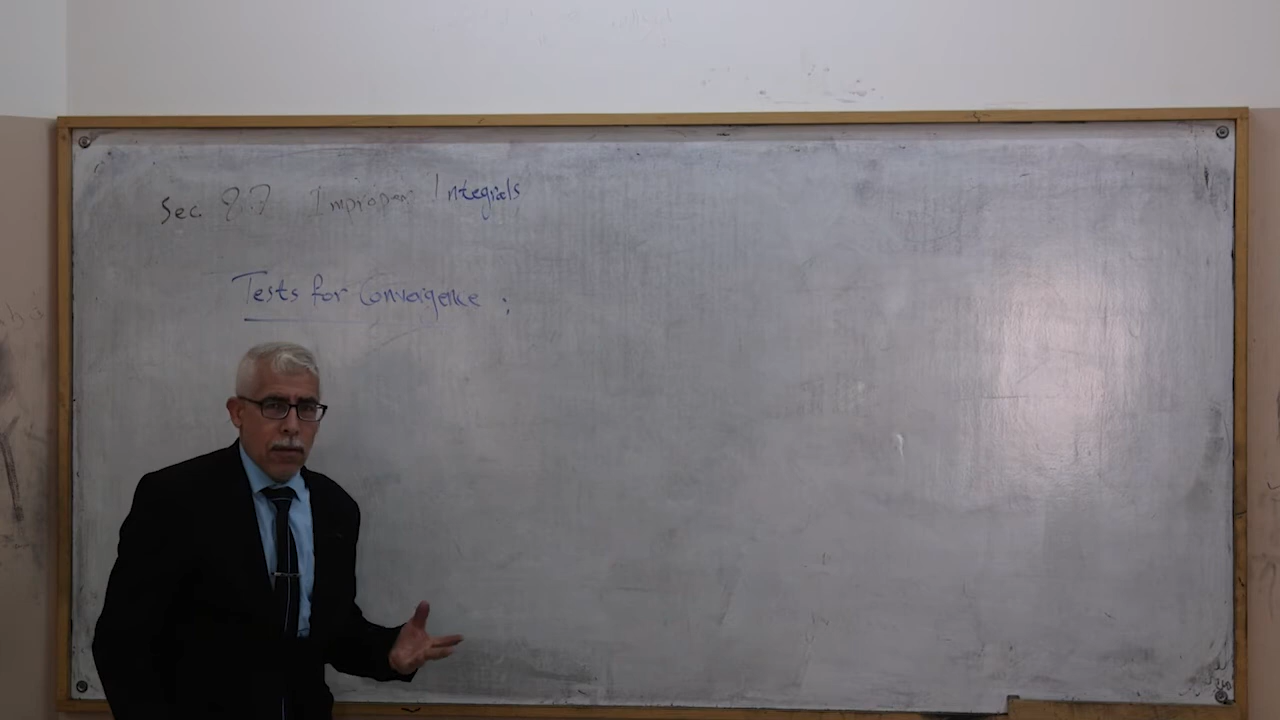 Sec. 8.7 Improper Integrals
Tests for Convergence :